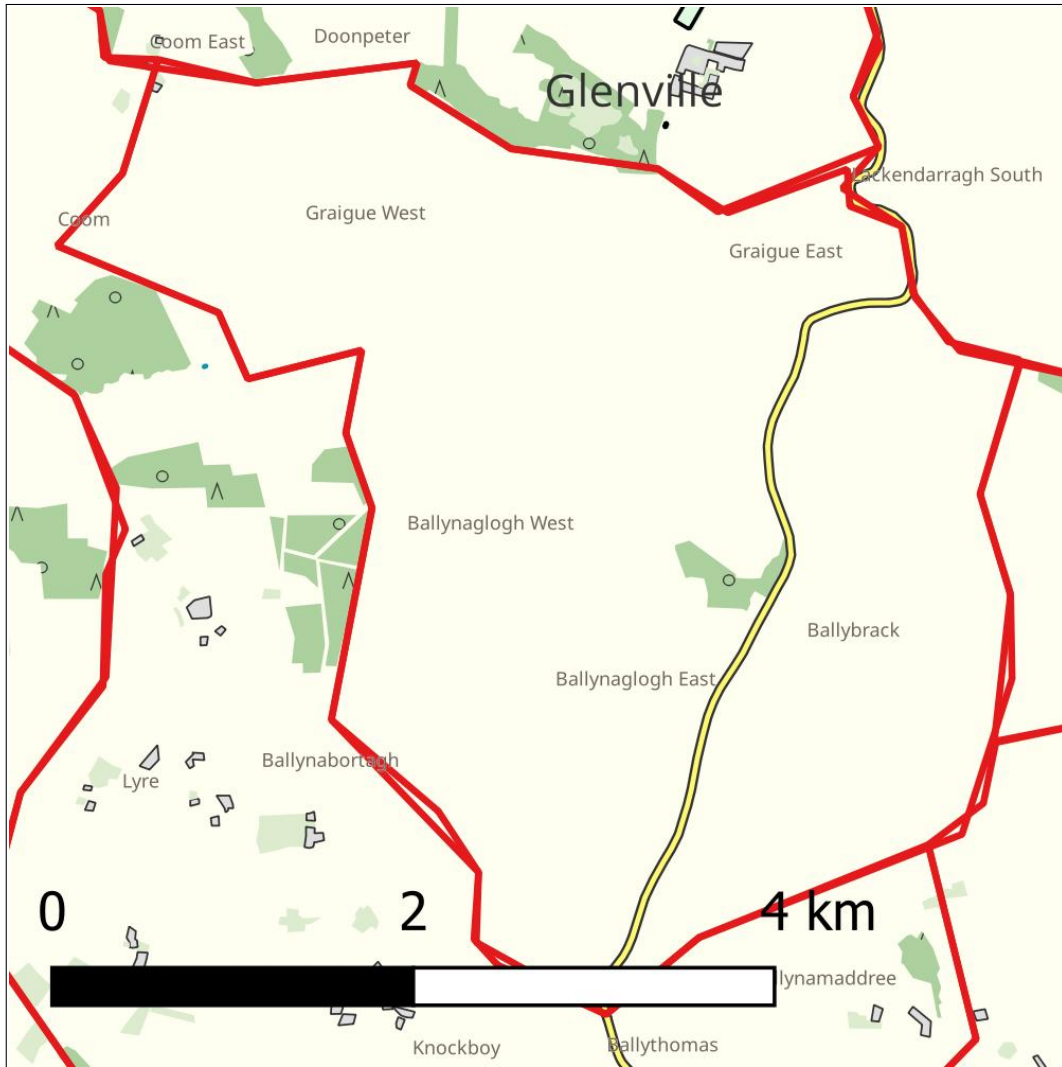 Coom East
Doonpeter
Glenville
Lackendarragh South
Coom
Graigue West
Graigue East
Ballynaglogh West
Ballybrack
Ballynaglogh East
Ballynabortagh
Lyre
0 2 4 km
lynamaddree
Knockboy
Ballythomas